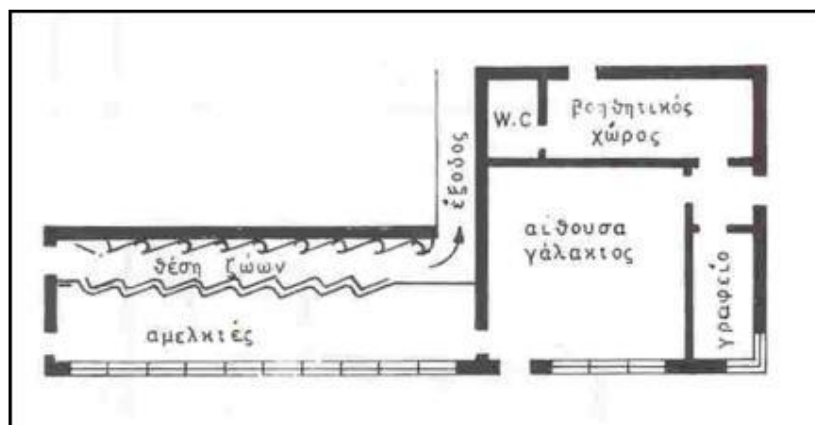 W.C
βοηθητικός
χώρος
έξοδος
αίθουσα
γάλακτος
θέση ζώων
γραφείο
αμελκτές